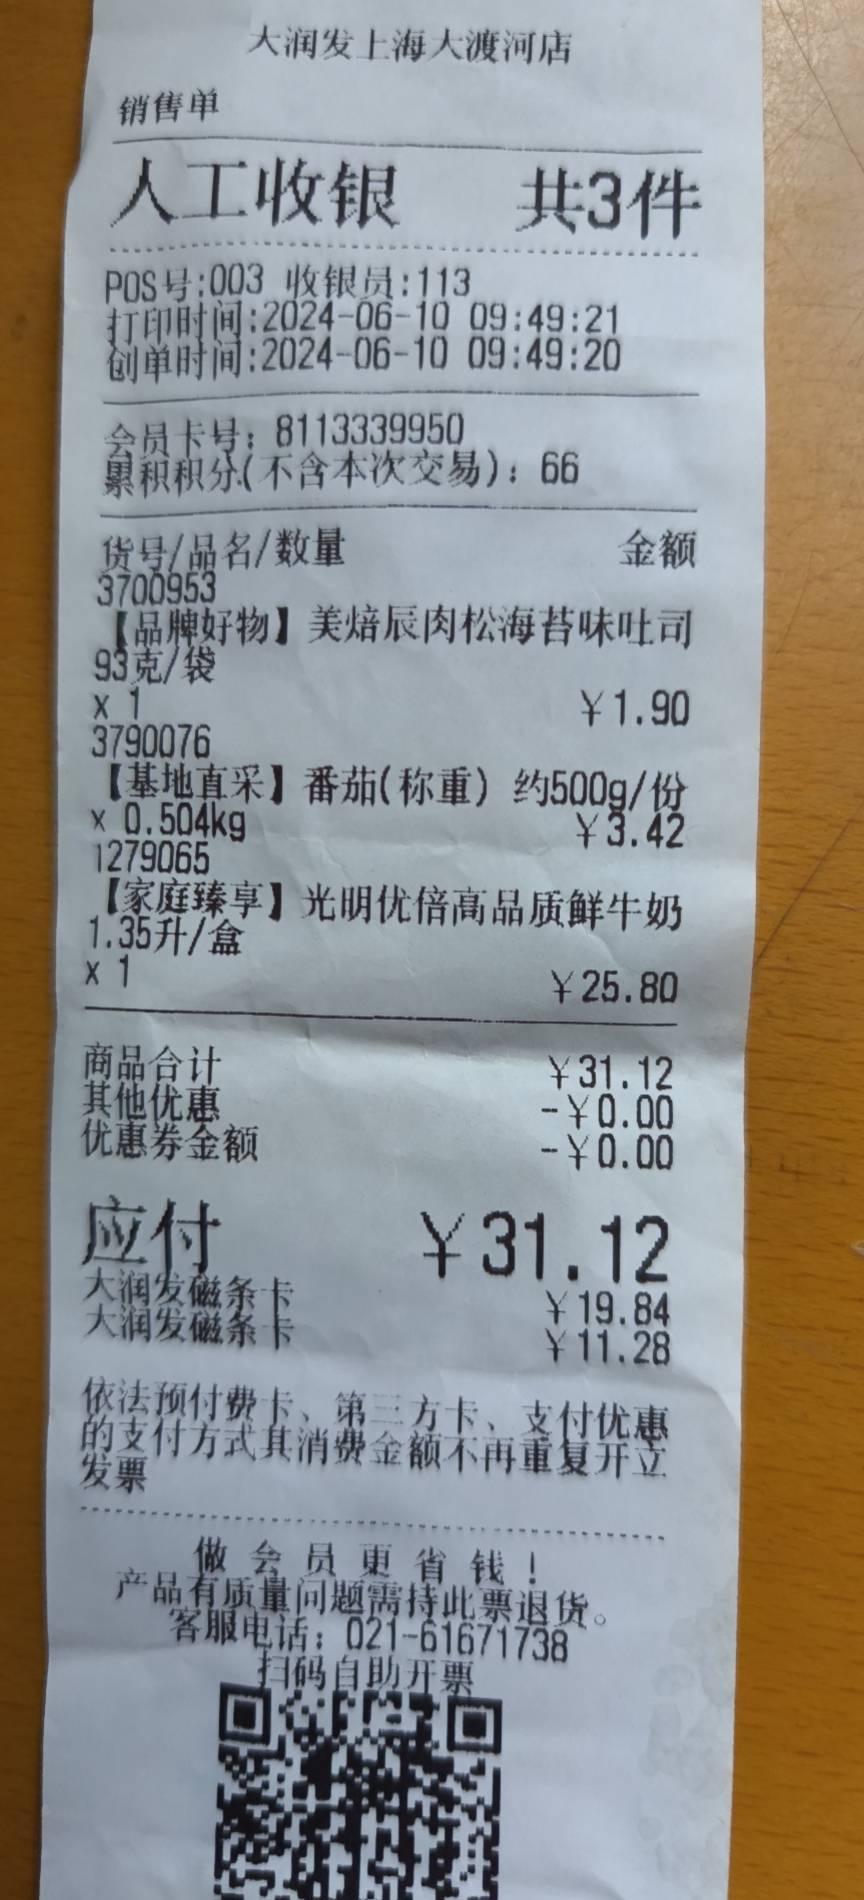 大润发上海大渡河店
销售单
人工收银 共3件
POS号:003 收银员:113
打印时间:2024-06-10 09:49:21
创单时间:2024-06-10 09:49:20
会员卡号: 8113339950
累积积分(不含本次交易): 66
货号/品名/数量 金额
3700953
【品牌好物】美焙辰肉松海苔味吐司
93克/袋
x 1 ¥1.90
3790076
【基地直采】番茄(称重) 约500g/份
x 0.504kg ¥3.42
1279065
【家庭臻享】光明优倍高品质鲜牛奶
1.35升/盒
x 1 ¥25.80
商品合计 ¥31.12
其他优惠 -¥0.00
优惠券金额 -¥0.00
应付 ¥31.12
大润发磁条卡 ¥19.84
大润发磁条卡 ¥11.28
依法预付费卡、第三方卡、支付优惠
的支付方式其消费金额不再重复开立
发票
做会员更省钱!
产品有质量问题需持此票退货。
客服电话: 021-61671738
扫码自助开票